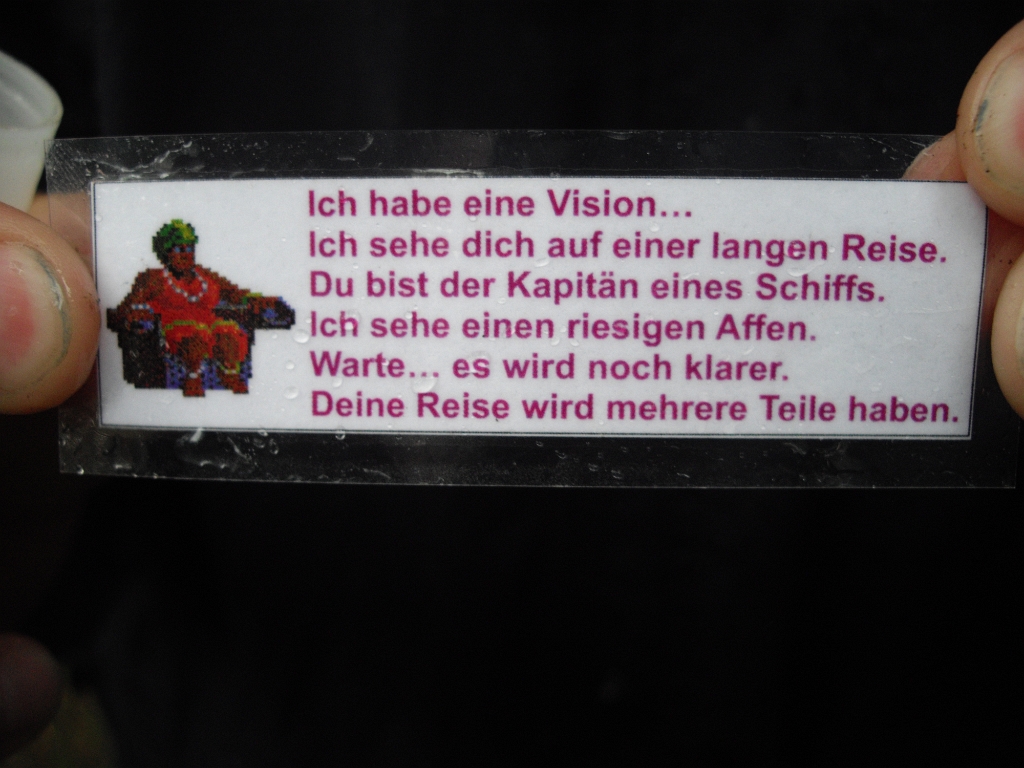 Ich habe eine Vision...
Ich sehe dich auf einer langen Reise.
Du bist der Kapitän eines Schiffs.
Ich sehe einen riesigen Affen.
Warte... es wird noch klarer.
Deine Reise wird mehrere Teile haben.